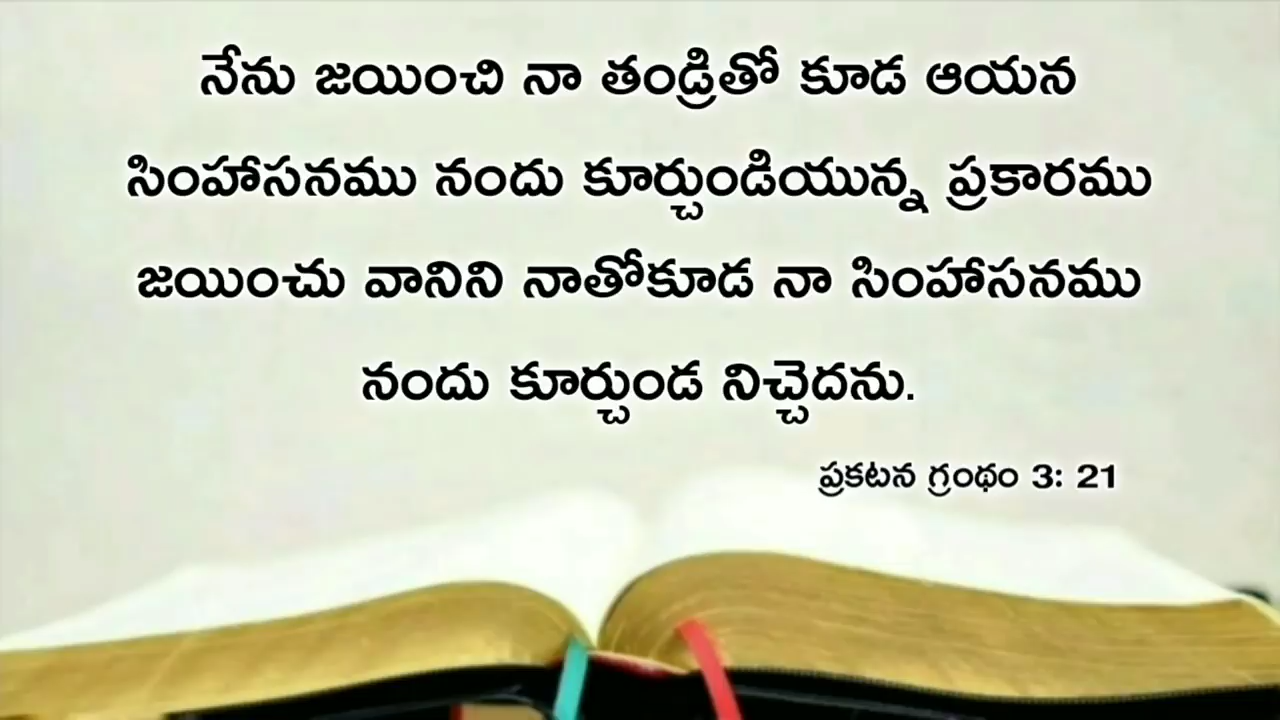 నేను జయించి నా తండ్రితో కూడ ఆయన
సింహాసనము నందు కూర్చుండియున్న ప్రకారము
జయించు వానిని నాతోకూడ నా సింహాసనము
నందు కూర్చుండ నిచ్చెదను.
ప్రకటన గ్రంథం 3: 21